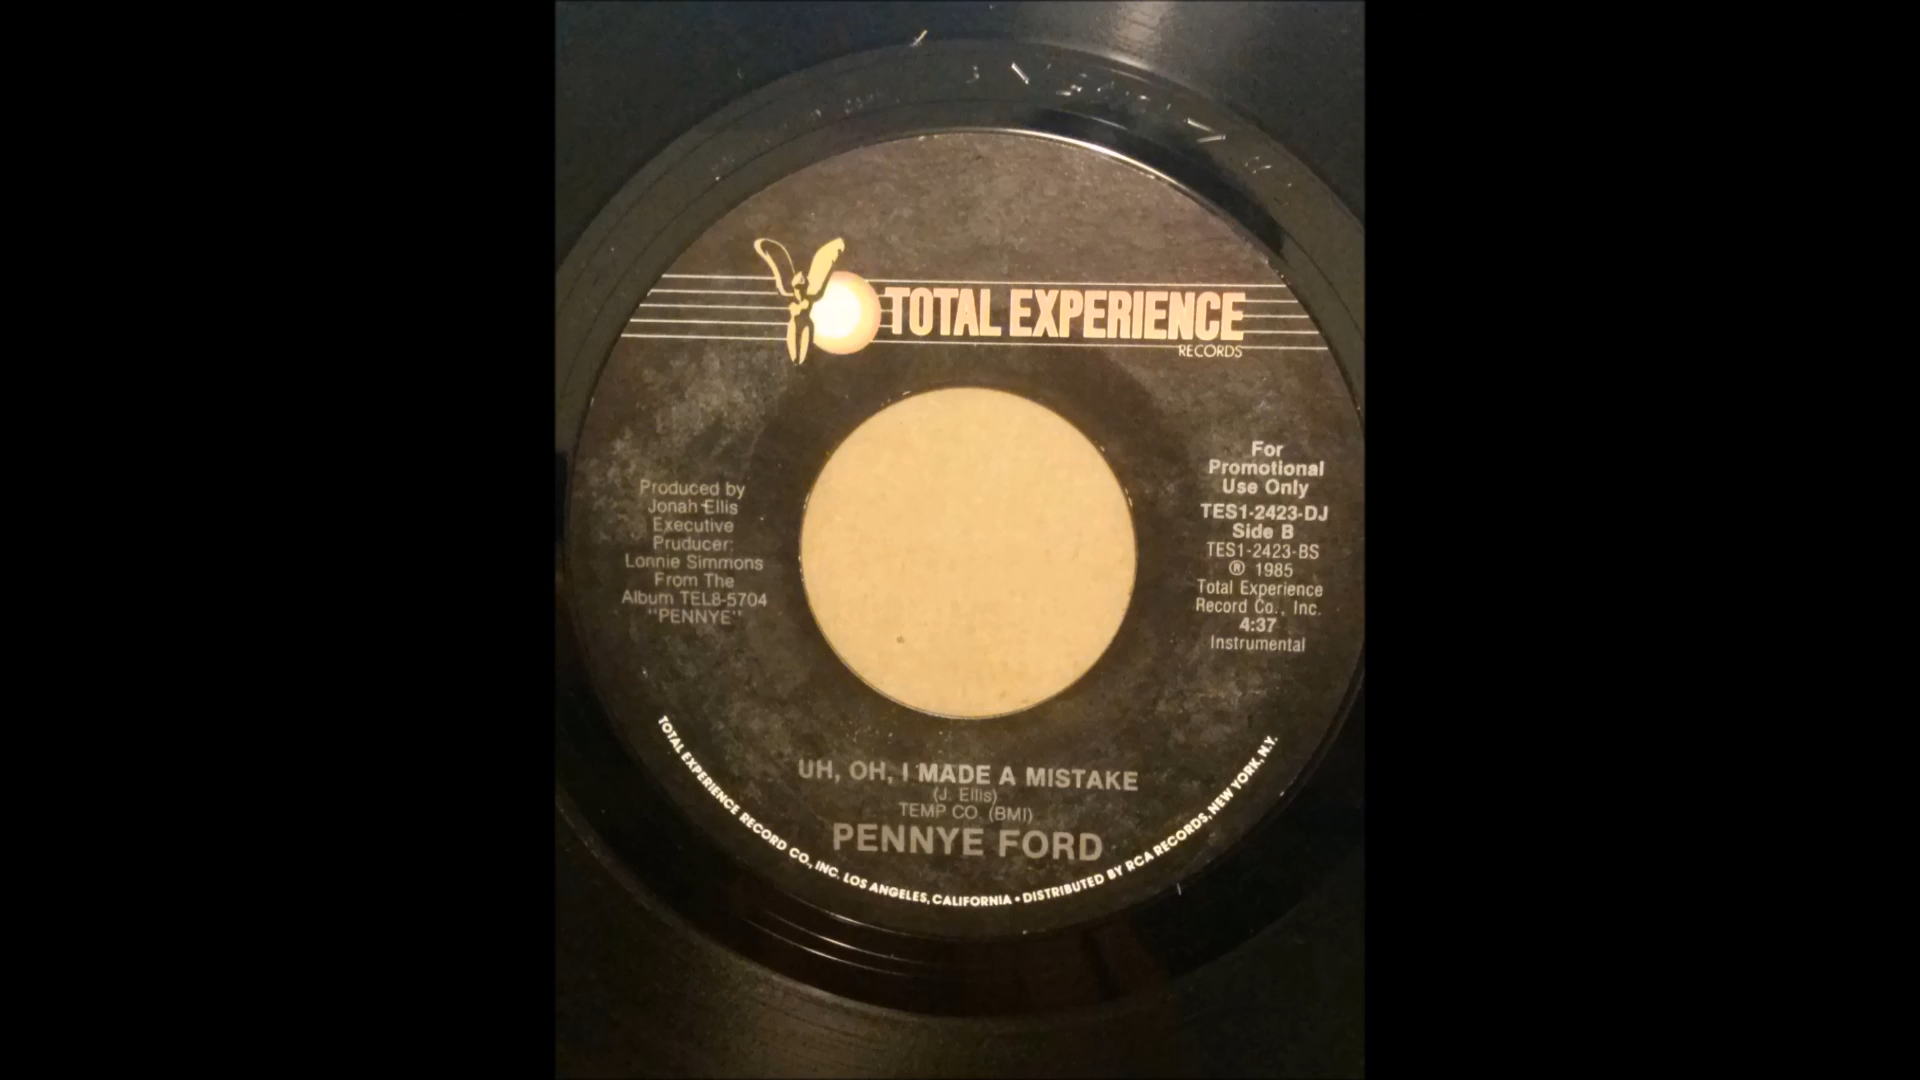 TOTAL EXPERIENCE
RECORDS
Produced by
Jonah Ellis
Executive
Pruducer:
Lonnie Simmons
From The
Album TEL8-5704
"PENNYE"
For
Promotional
Use Only
TES1-2423-DJ
Side B
TES1-2423-BS
® 1985
Total Experience
Record Co., Inc.
4:37
Instrumental
UH, OH, I MADE A MISTAKE
(J. Ellis)
TEMP CO. (BMI)
PENNYE FORD
TOTAL EXPERIENCE RECORD CO., INC. LOS ANGELES, CALIFORNIA • DISTRIBUTED BY RCA RECORDS, NEW YORK, N.Y.